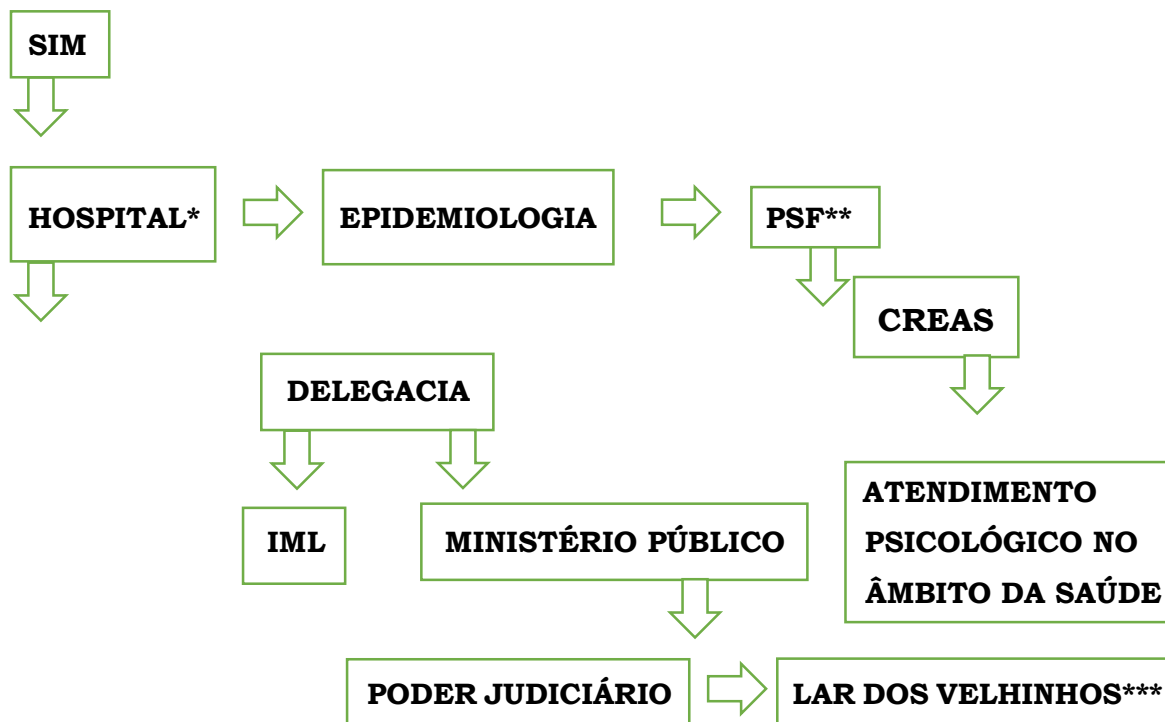 SIM
HOSPITAL*
EPIDEMIOLOGIA
PSF**
CREAS
DELEGACIA
IML
MINISTÉRIO PÚBLICO
ATENDIMENTO
PSICOLÓGICO NO
ÂMBITO DA SAÚDE
PODER JUDICIÁRIO
LAR DOS VELHINHOS***